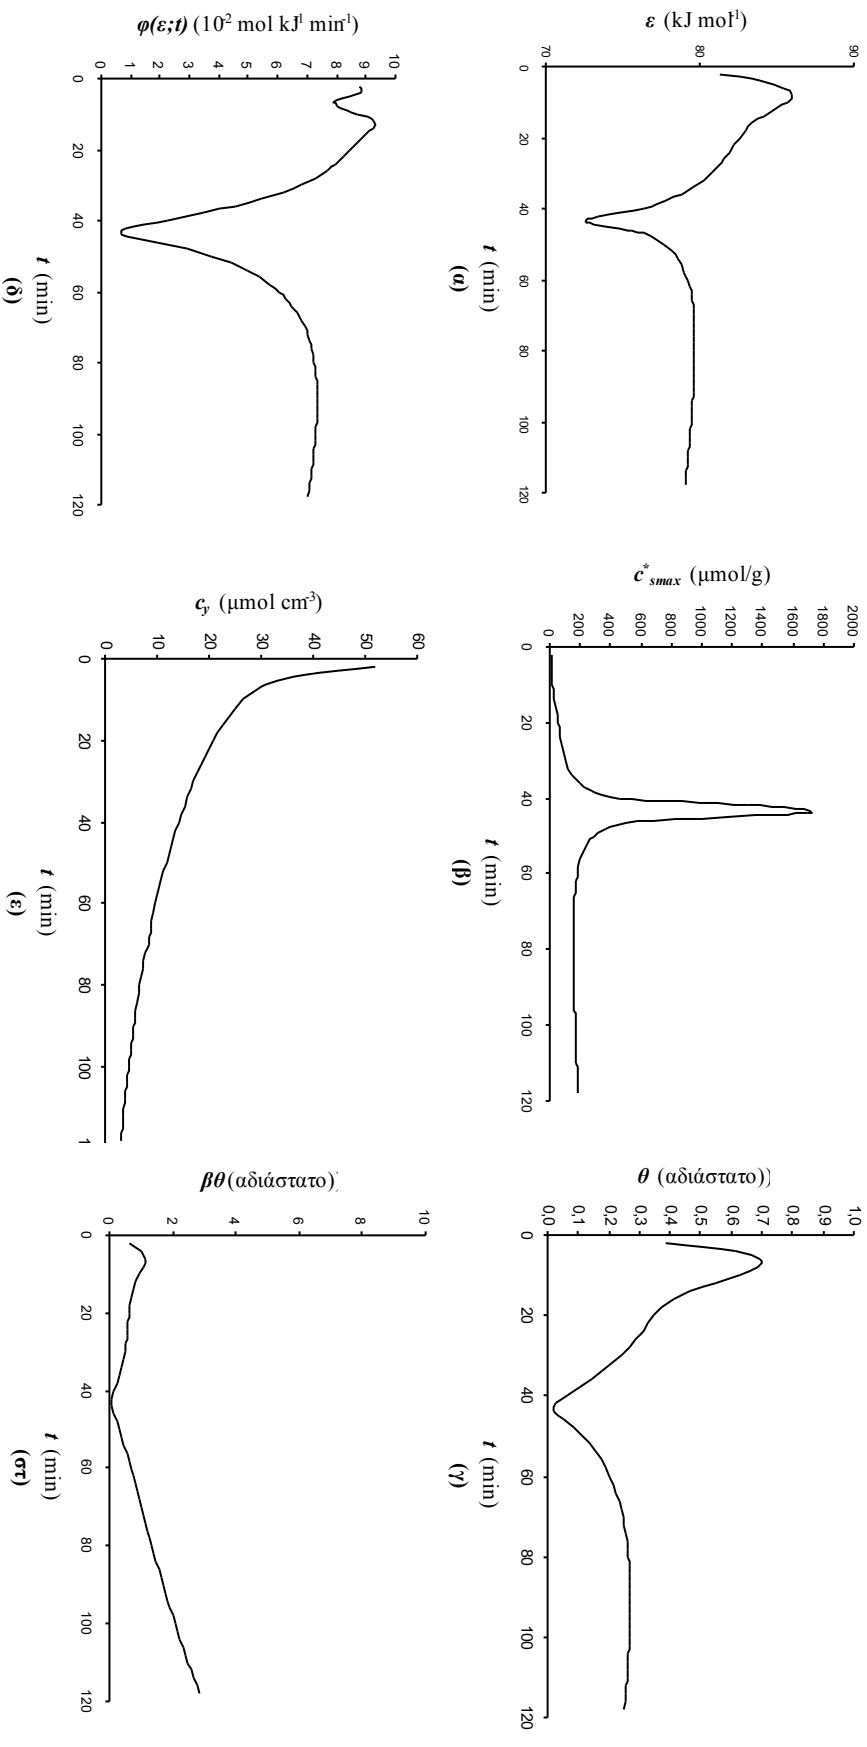 ε (kJ mol⁻¹)
90
80
70
0 20 40 60 80 100 120
t (min)
(α)
c*smax (μmol/g)
2000
1800
1600
1400
1200
1000
800
600
400
200
0
0 20 40 60 80 100 120
t (min)
(β)
θ (αδιάστατο))
1,0
0,9
0,8
0,7
0,6
0,5
0,4
0,3
0,2
0,1
0,0
0 20 40 60 80 100 120
t (min)
(γ)
φ(ε;t) (10⁻² mol kJ⁻¹ min⁻¹)
10
9
8
7
6
5
4
3
2
1
0
0 20 40 60 80 100 120
t (min)
(δ)
cy (μmol cm⁻³)
60
50
40
30
20
10
0
0 20 40 60 80 100 1
t (min)
(ε)
βθ(αδιάστατο))
10
8
6
4
2
0
0 20 40 60 80 100 120
t (min)
(στ)